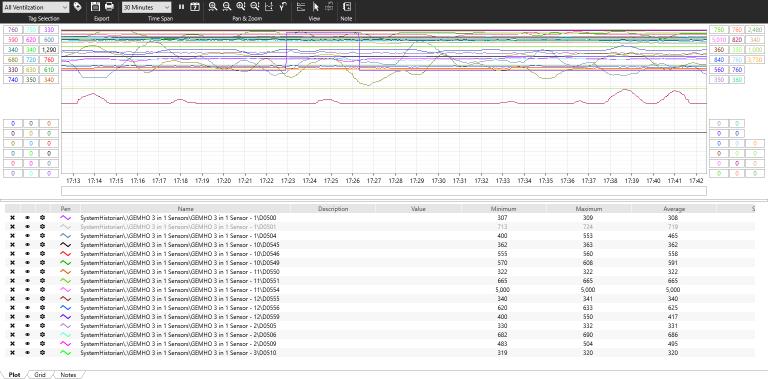 All Ventilization 30 Minutes
Tag Selection Export Time Span Pan & Zoom View Note
760 750 330
590 620 600
340 340 1,290
680 720 760
330 830 610
740 350 340
750 760 2,480
5,010 820 340
360 350 1,000
840 750 3,730
560 760
350 380
0 0 0
0 0 0
0 0 0
0 0 0
0 0 0
0 0 0
0 0
0 0
0 0 0
0 0 0
0 0 0
0 0 0
17:13 17:14 17:15 17:16 17:17 17:18 17:19 17:20 17:21 17:22 17:23 17:24 17:25 17:26 17:27 17:28 17:29 17:30 17:31 17:32 17:33 17:34 17:35 17:36 17:37 17:38 17:39 17:40 17:41 17:42
Pen Name Description Value Minimum Maximum Average S
SystemHistorian\.\GEMHO 3 in 1 Sensors\GEMHO 3 in 1 Sensor - 1\D0500 307 309 308
SystemHistorian\.\GEMHO 3 in 1 Sensors\GEMHO 3 in 1 Sensor - 1\D0501 713 724 719
SystemHistorian\.\GEMHO 3 in 1 Sensors\GEMHO 3 in 1 Sensor - 1\D0504 400 553 465
SystemHistorian\.\GEMHO 3 in 1 Sensors\GEMHO 3 in 1 Sensor - 10\D0545 362 363 362
SystemHistorian\.\GEMHO 3 in 1 Sensors\GEMHO 3 in 1 Sensor - 10\D0546 555 560 558
SystemHistorian\.\GEMHO 3 in 1 Sensors\GEMHO 3 in 1 Sensor - 10\D0549 570 608 591
SystemHistorian\.\GEMHO 3 in 1 Sensors\GEMHO 3 in 1 Sensor - 11\D0550 322 322 322
SystemHistorian\.\GEMHO 3 in 1 Sensors\GEMHO 3 in 1 Sensor - 11\D0551 665 665 665
SystemHistorian\.\GEMHO 3 in 1 Sensors\GEMHO 3 in 1 Sensor - 11\D0554 5,000 5,000 5,000
SystemHistorian\.\GEMHO 3 in 1 Sensors\GEMHO 3 in 1 Sensor - 12\D0555 340 341 340
SystemHistorian\.\GEMHO 3 in 1 Sensors\GEMHO 3 in 1 Sensor - 12\D0556 620 633 625
SystemHistorian\.\GEMHO 3 in 1 Sensors\GEMHO 3 in 1 Sensor - 12\D0559 400 550 417
SystemHistorian\.\GEMHO 3 in 1 Sensors\GEMHO 3 in 1 Sensor - 2\D0505 330 332 331
SystemHistorian\.\GEMHO 3 in 1 Sensors\GEMHO 3 in 1 Sensor - 2\D0506 682 690 686
SystemHistorian\.\GEMHO 3 in 1 Sensors\GEMHO 3 in 1 Sensor - 2\D0509 483 504 495
SystemHistorian\.\GEMHO 3 in 1 Sensors\GEMHO 3 in 1 Sensor - 3\D0510 319 320 320
Plot Grid Notes